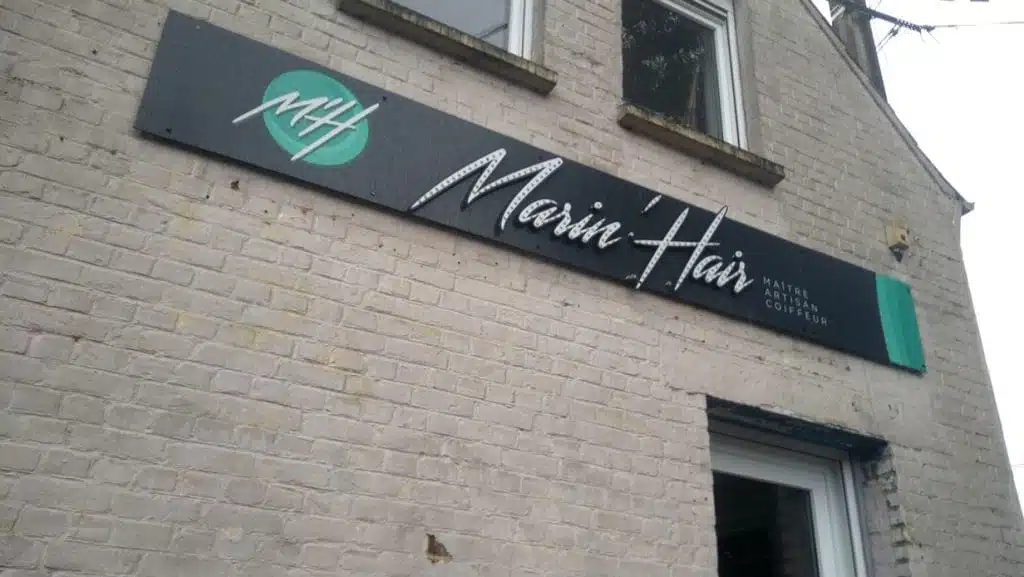 M'H
Marin'Hair
MAÎTRE
ARTISAN
COIFFEUR